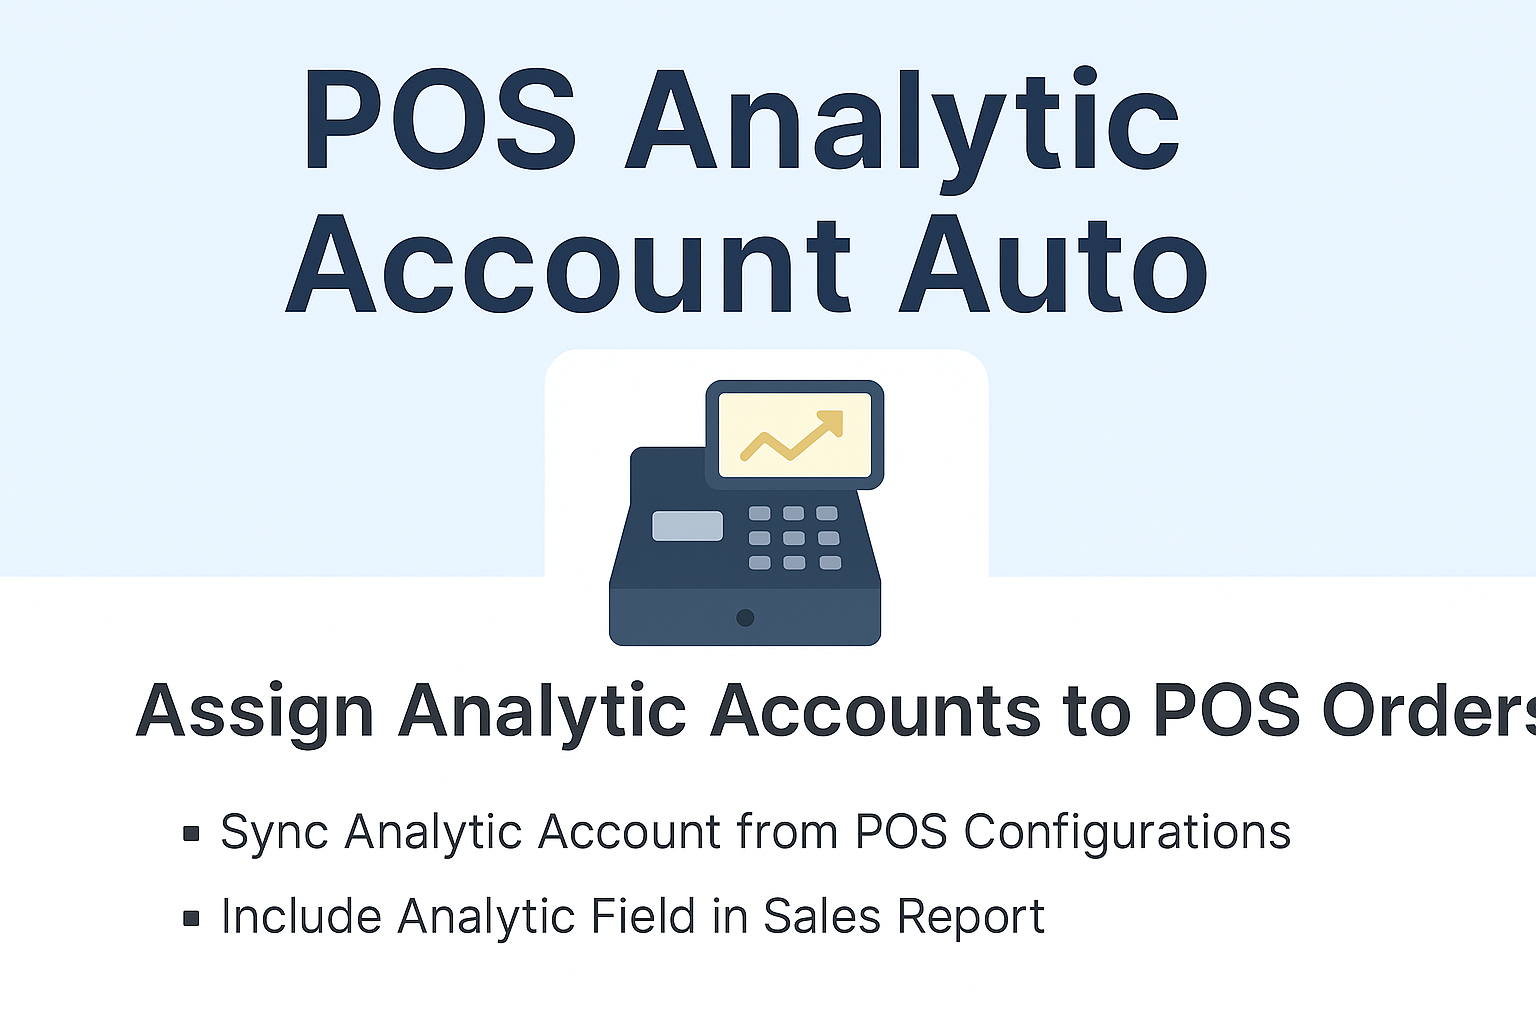 POS Analytic
Account Auto
Assign Analytic Accounts to POS Orders
▪ Sync Analytic Account from POS Configurations
▪ Include Analytic Field in Sales Report